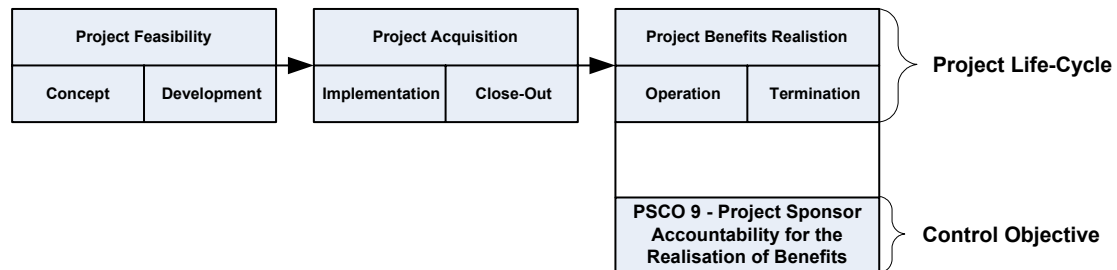 Project Feasibility
Project Acquisition
Project Benefits Realistion
Project Life-Cycle
Concept
Development
Implementation
Close-Out
Operation
Termination
PSCO 9 - Project Sponsor
Accountability for the
Realisation of Benefits
Control Objective